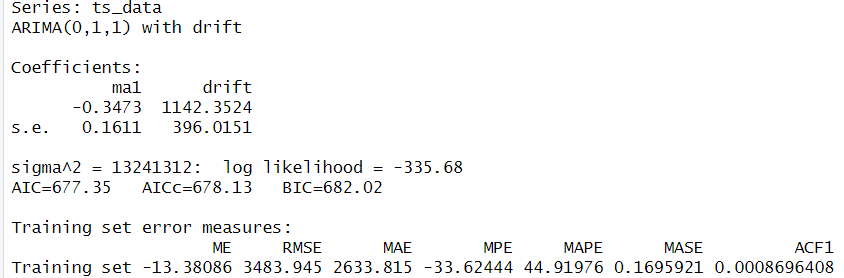 Series: ts_data
ARIMA(0,1,1) with drift
Coefficients:
ma1 drift
-0.3473 1142.3524
s.e. 0.1611 396.0151
sigma^2 = 13241312: log likelihood = -335.68
AIC=677.35 AICc=678.13 BIC=682.02
Training set error measures:
ME RMSE MAE MPE MAPE MASE ACF1
Training set -13.38086 3483.945 2633.815 -33.62444 44.91976 0.1695921 0.0008696408